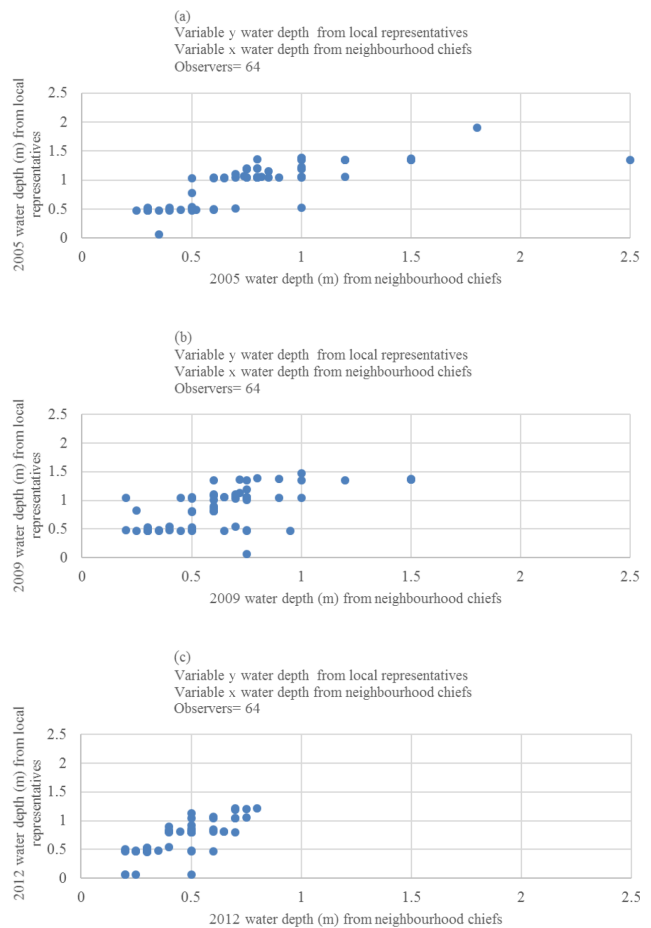 (a)
Variable y water depth from local representatives
Variable x water depth from neighbourhood chiefs
Observers= 64
2005 water depth (m) from local
representatives
2.5
2
1.5
1
0.5
0
0 0.5 1 1.5 2 2.5
2005 water depth (m) from neighbourhood chiefs
(b)
Variable y water depth from local representatives
Variable x water depth from neighbourhood chiefs
Observers= 64
2009 water depth (m) from local
representatives
2.5
2
1.5
1
0.5
0
0 0.5 1 1.5 2 2.5
2009 water depth (m) from neighbourhood chiefs
(c)
Variable y water depth from local representatives
Variable x water depth from neighbourhood chiefs
Observers= 64
2012 water depth (m) from local
representatives
2.5
2
1.5
1
0.5
0
0 0.5 1 1.5 2 2.5
2012 water depth (m) from neighbourhood chiefs